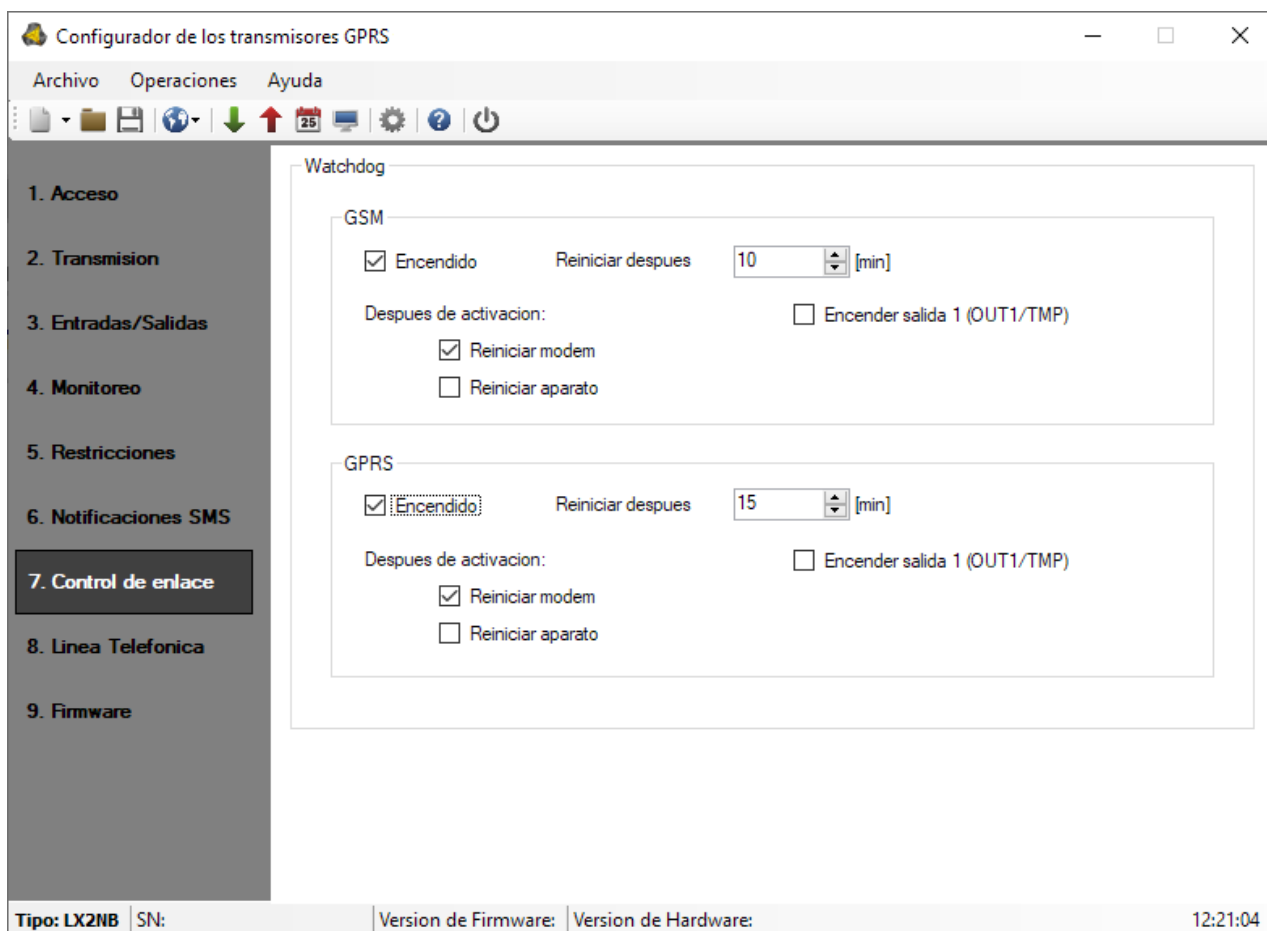 Configurador de los transmisores GPRS
Archivo Operaciones Ayuda
25
1. Acceso
2. Transmision
3. Entradas/Salidas
4. Monitoreo
5. Restricciones
6. Notificaciones SMS
7. Control de enlace
8. Linea Telefonica
9. Firmware
Watchdog
GSM
Encendido Reiniciar despues 10 [min]
Despues de activacion: Encender salida 1 (OUT1/TMP)
Reiniciar modem
Reiniciar aparato
GPRS
Encendido Reiniciar despues 15 [min]
Despues de activacion: Encender salida 1 (OUT1/TMP)
Reiniciar modem
Reiniciar aparato
Tipo: LX2NB SN: Version de Firmware: Version de Hardware: 12:21:04